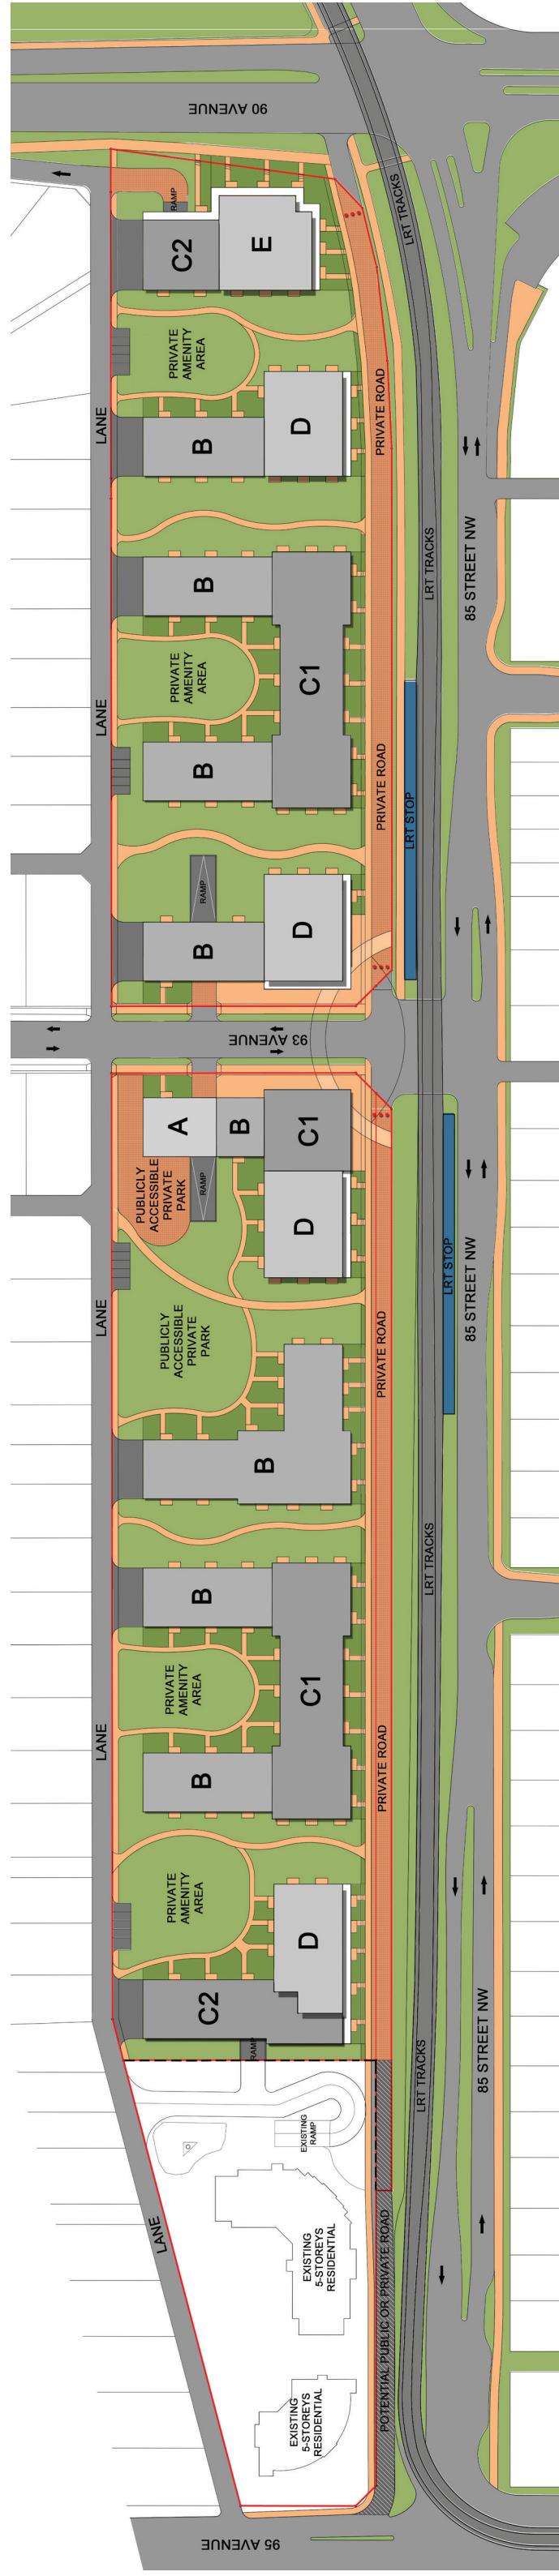 90 AVENUE
RAMP
C2
E
LRT TRACKS
PRIVATE
AMENITY
AREA
LANE
B
D
PRIVATE ROAD
85 STREET NW
LRT TRACKS
B
PRIVATE
AMENITY
AREA
C1
LANE
B
PRIVATE ROAD
LRT STOP
RAMP
B
D
93 AVENUE
A
B
C1
RAMP
PUBLICLY
ACCESSIBLE
PRIVATE
PARK
D
LRT STOP
85 STREET NW
LANE
PUBLICLY
ACCESSIBLE
PRIVATE
PARK
PRIVATE ROAD
B
LRT TRACKS
B
PRIVATE
AMENITY
AREA
C1
LANE
B
PRIVATE ROAD
PRIVATE
AMENITY
AREA
D
C2
RAMP
LRT TRACKS
85 STREET NW
EXISTING
RAMP
LANE
EXISTING
5-STOREYS
RESIDENTIAL
POTENTIAL PUBLIC OR PRIVATE ROAD
EXISTING
5-STOREYS
RESIDENTIAL
95 AVENUE